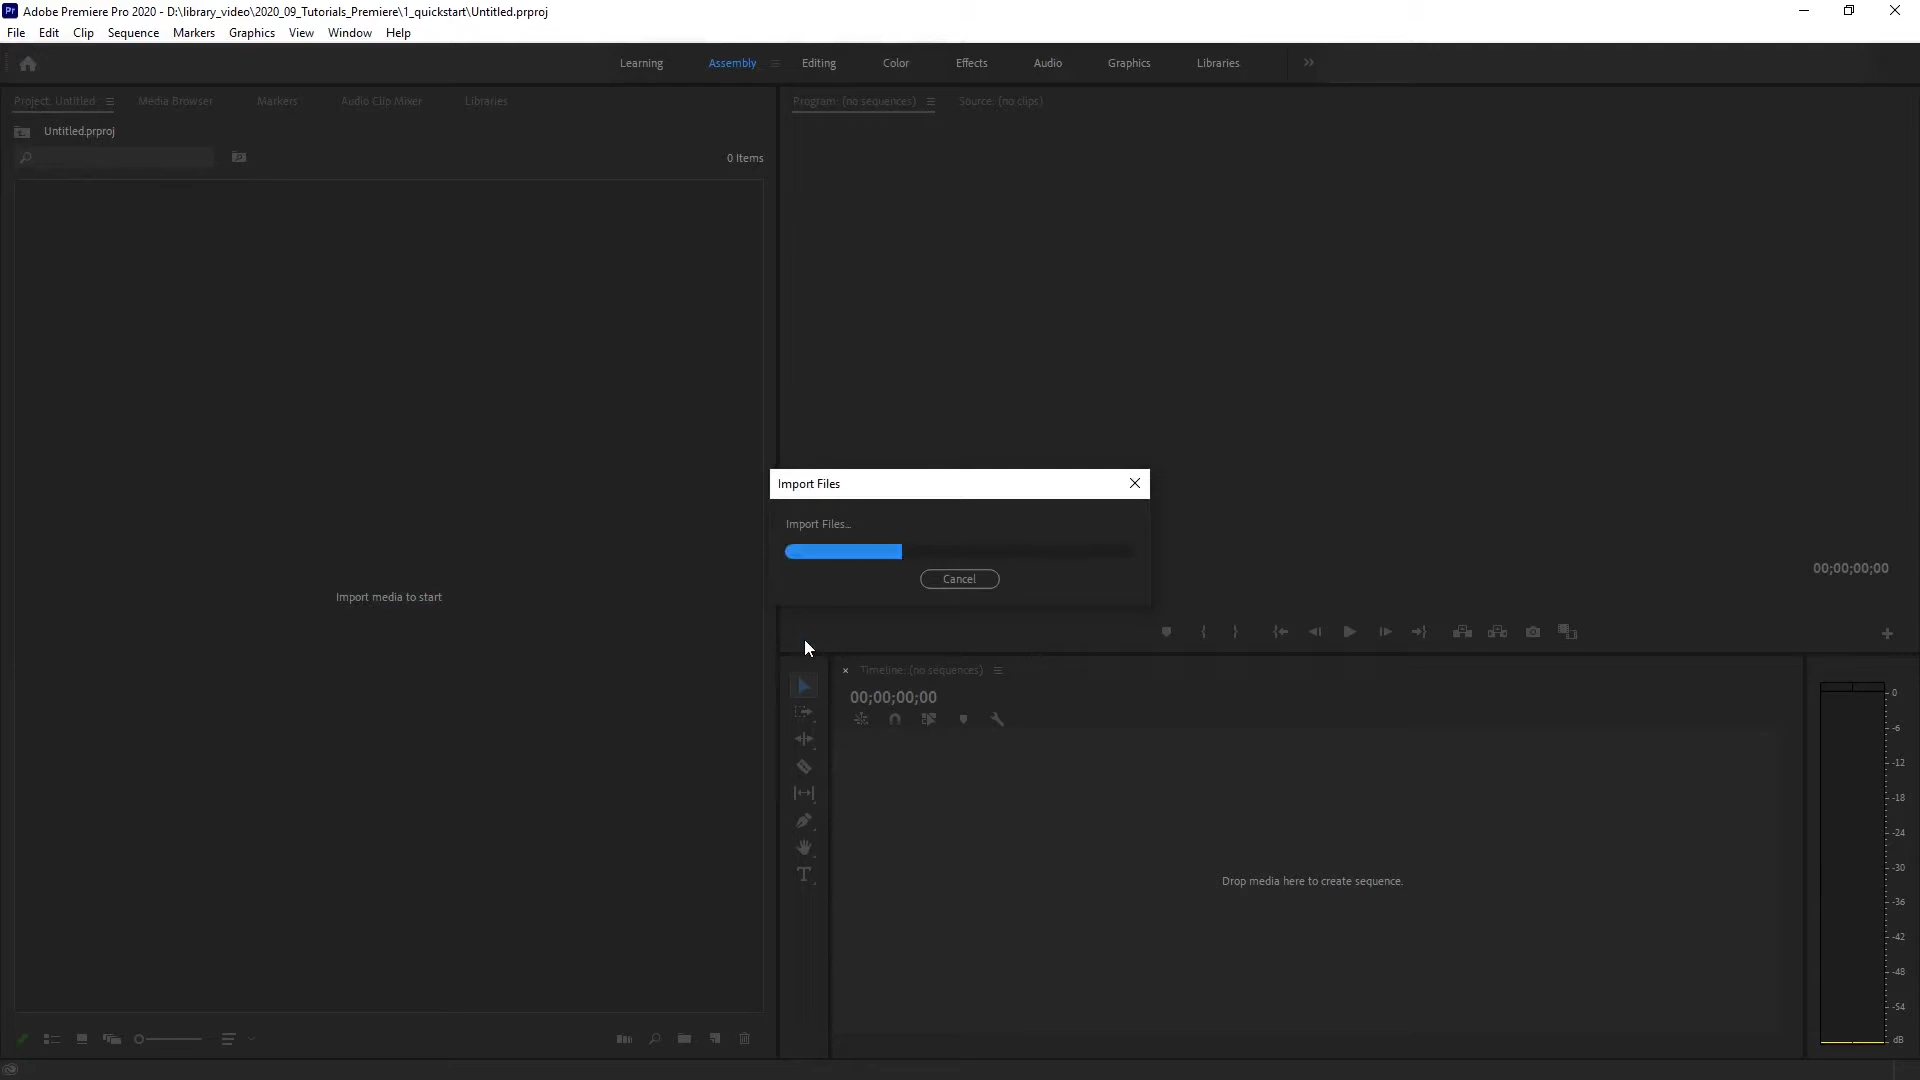 Pr Adobe Premiere Pro 2020 - D:\library_video\2020_09_Tutorials_Premiere\1_quickstart\Untitled.prproj
File Edit Clip Sequence Markers Graphics View Window Help
Learning Assembly Editing Color Effects Audio Graphics Libraries
Project: Untitled Media Browser Markers Audio Clip Mixer Libraries
Program: (no sequences) Source: (no clips)
Untitled.prproj
0 Items
Import Files
Import Files...
Cancel
00;00;00;00
Import media to start
Timeline: (no sequences)
00;00;00;00
Drop media here to create sequence.
0
-6
-12
-18
-24
-30
-36
-42
-48
-54
dB